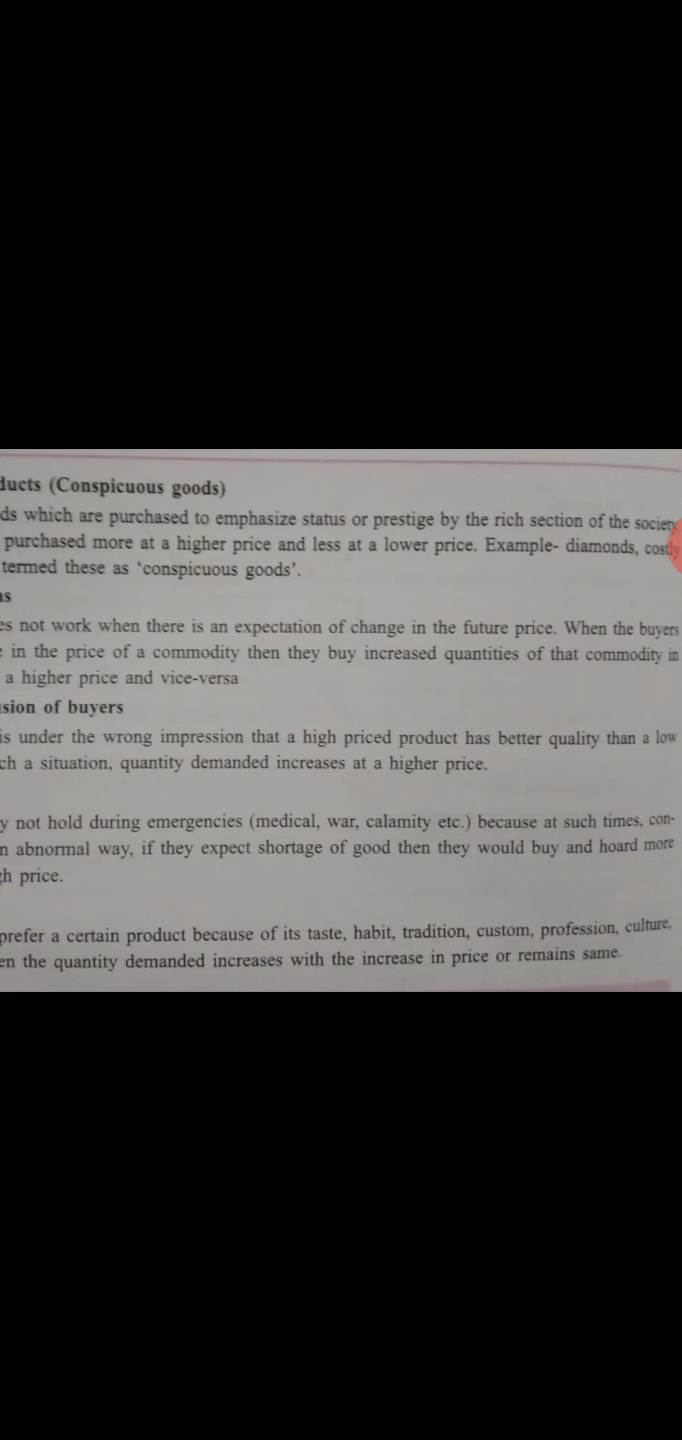 ducts (Conspicuous goods)
ds which are purchased to emphasize status or prestige by the rich section of the society
purchased more at a higher price and less at a lower price. Example- diamonds, costly
termed these as ‘conspicuous goods’.
ns
es not work when there is an expectation of change in the future price. When the buyers
e in the price of a commodity then they buy increased quantities of that commodity in
a higher price and vice-versa
usion of buyers
is under the wrong impression that a high priced product has better quality than a low
ch a situation, quantity demanded increases at a higher price.
y not hold during emergencies (medical, war, calamity etc.) because at such times, con-
n abnormal way, if they expect shortage of good then they would buy and hoard more
gh price.
prefer a certain product because of its taste, habit, tradition, custom, profession, culture,
en the quantity demanded increases with the increase in price or remains same.